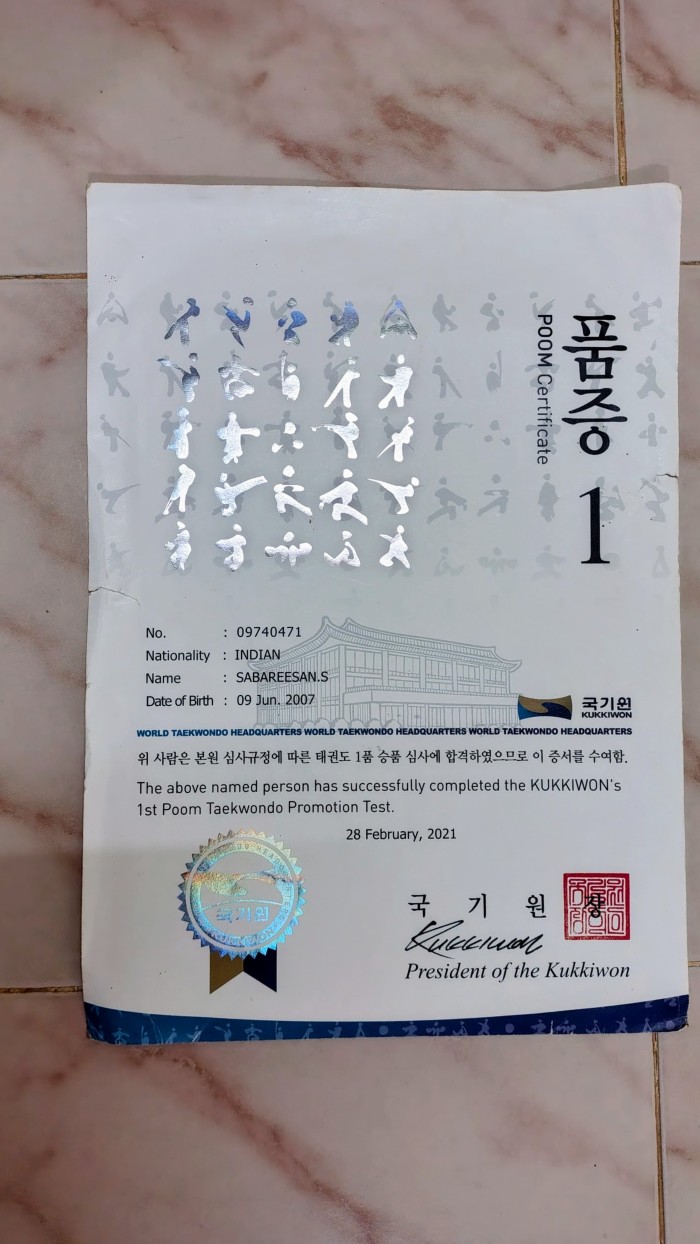 품증
POOM Certificate
1
No. : 09740471
Nationality : INDIAN
Name : SABAREESAN.S
Date of Birth : 09 Jun. 2007
국기원
KUKKIWON
WORLD TAEKWONDO HEADQUARTERS WORLD TAEKWONDO HEADQUARTERS WORLD TAEKWONDO HEADQUARTERS
위 사람은 본원 심사규정에 따른 태권도 1품 승품 심사에 합격하였으므로 이 증서를 수여함.
The above named person has successfully completed the KUKKIWON's
1st Poom Taekwondo Promotion Test.
28 February, 2021
국기원
국 기 원 장
Kukkiwon
President of the Kukkiwon